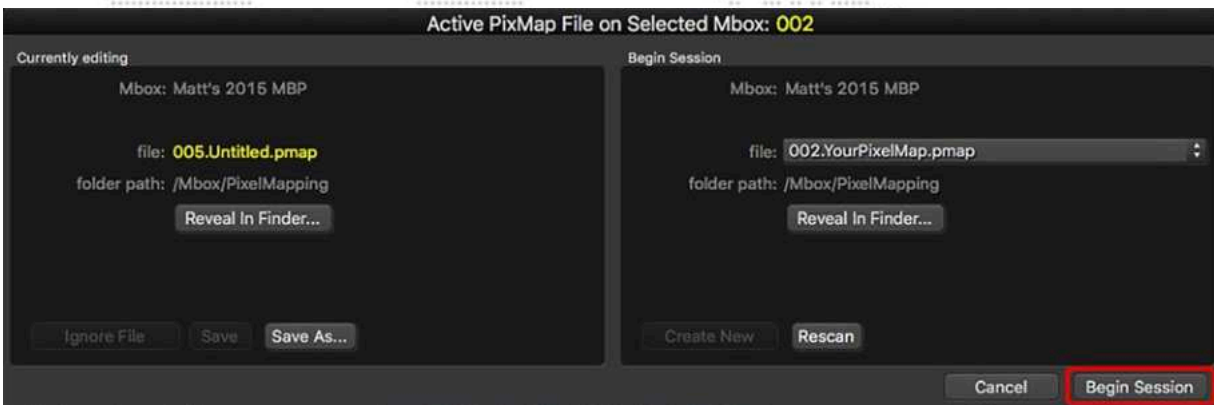 Active PixMap File on Selected Mbox: 002
Currently editing
Mbox: Matt's 2015 MBP
file: 005.Untitled.pmap
folder path: /Mbox/PixelMapping
Reveal In Finder...
Ignore File Save Save As...
Begin Session
Mbox: Matt's 2015 MBP
file: 002.YourPixelMap.pmap
folder path: /Mbox/PixelMapping
Reveal In Finder...
Create New Rescan
Cancel Begin Session